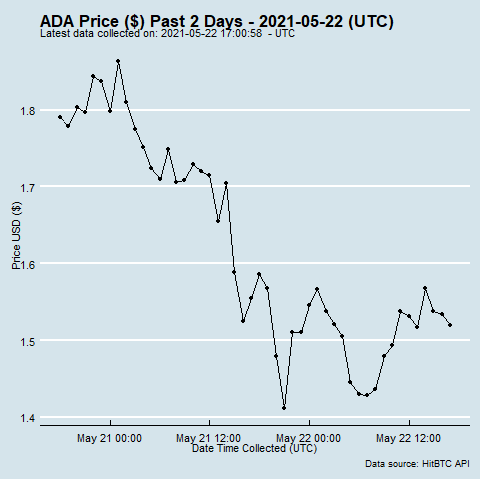 ADA Price ($) Past 2 Days - 2021-05-22 (UTC)
Latest data collected on: 2021-05-22 17:00:58 - UTC
Price USD ($)
1.8
1.7
1.6
1.5
1.4
May 21 00:00 May 21 12:00 May 22 00:00 May 22 12:00
Date Time Collected (UTC)
Data source: HitBTC API